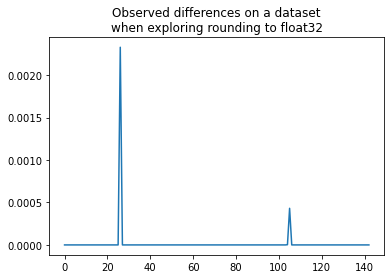 Observed differences on a dataset
when exploring rounding to float32
0.0020
0.0015
0.0010
0.0005
0.0000
0 20 40 60 80 100 120 140